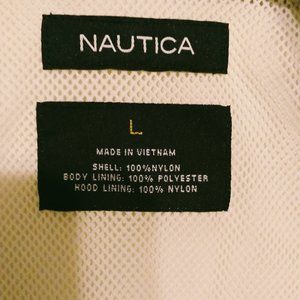 NAUTICA
L
MADE IN VIETNAM
SHELL: 100%NYLON
BODY LINING: 100% POLYESTER
HOOD LINING: 100% NYLON